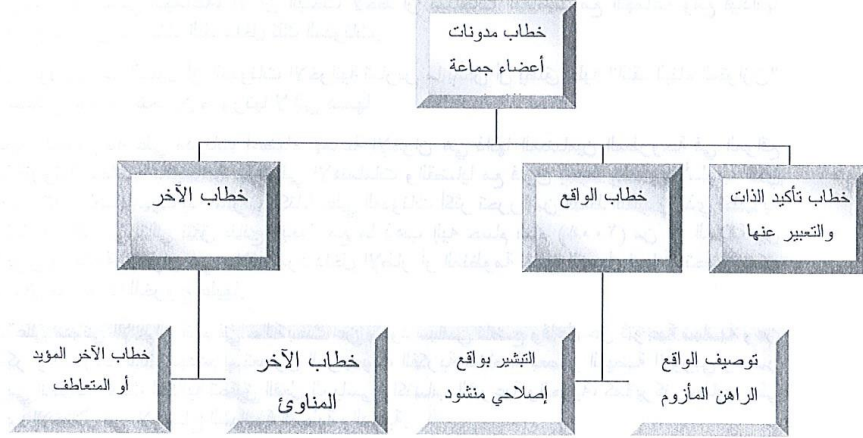 خطاب مدونات
أعضاء جماعة
خطاب تأكيد الذات
والتعبير عنها
خطاب الواقع
خطاب الآخر
توصيف الواقع
الراهن المأزوم
التبشير بواقع
إصلاحي منشود
خطاب الآخر
المناوئ
خطاب الآخر المؤيد
أو المتعاطف